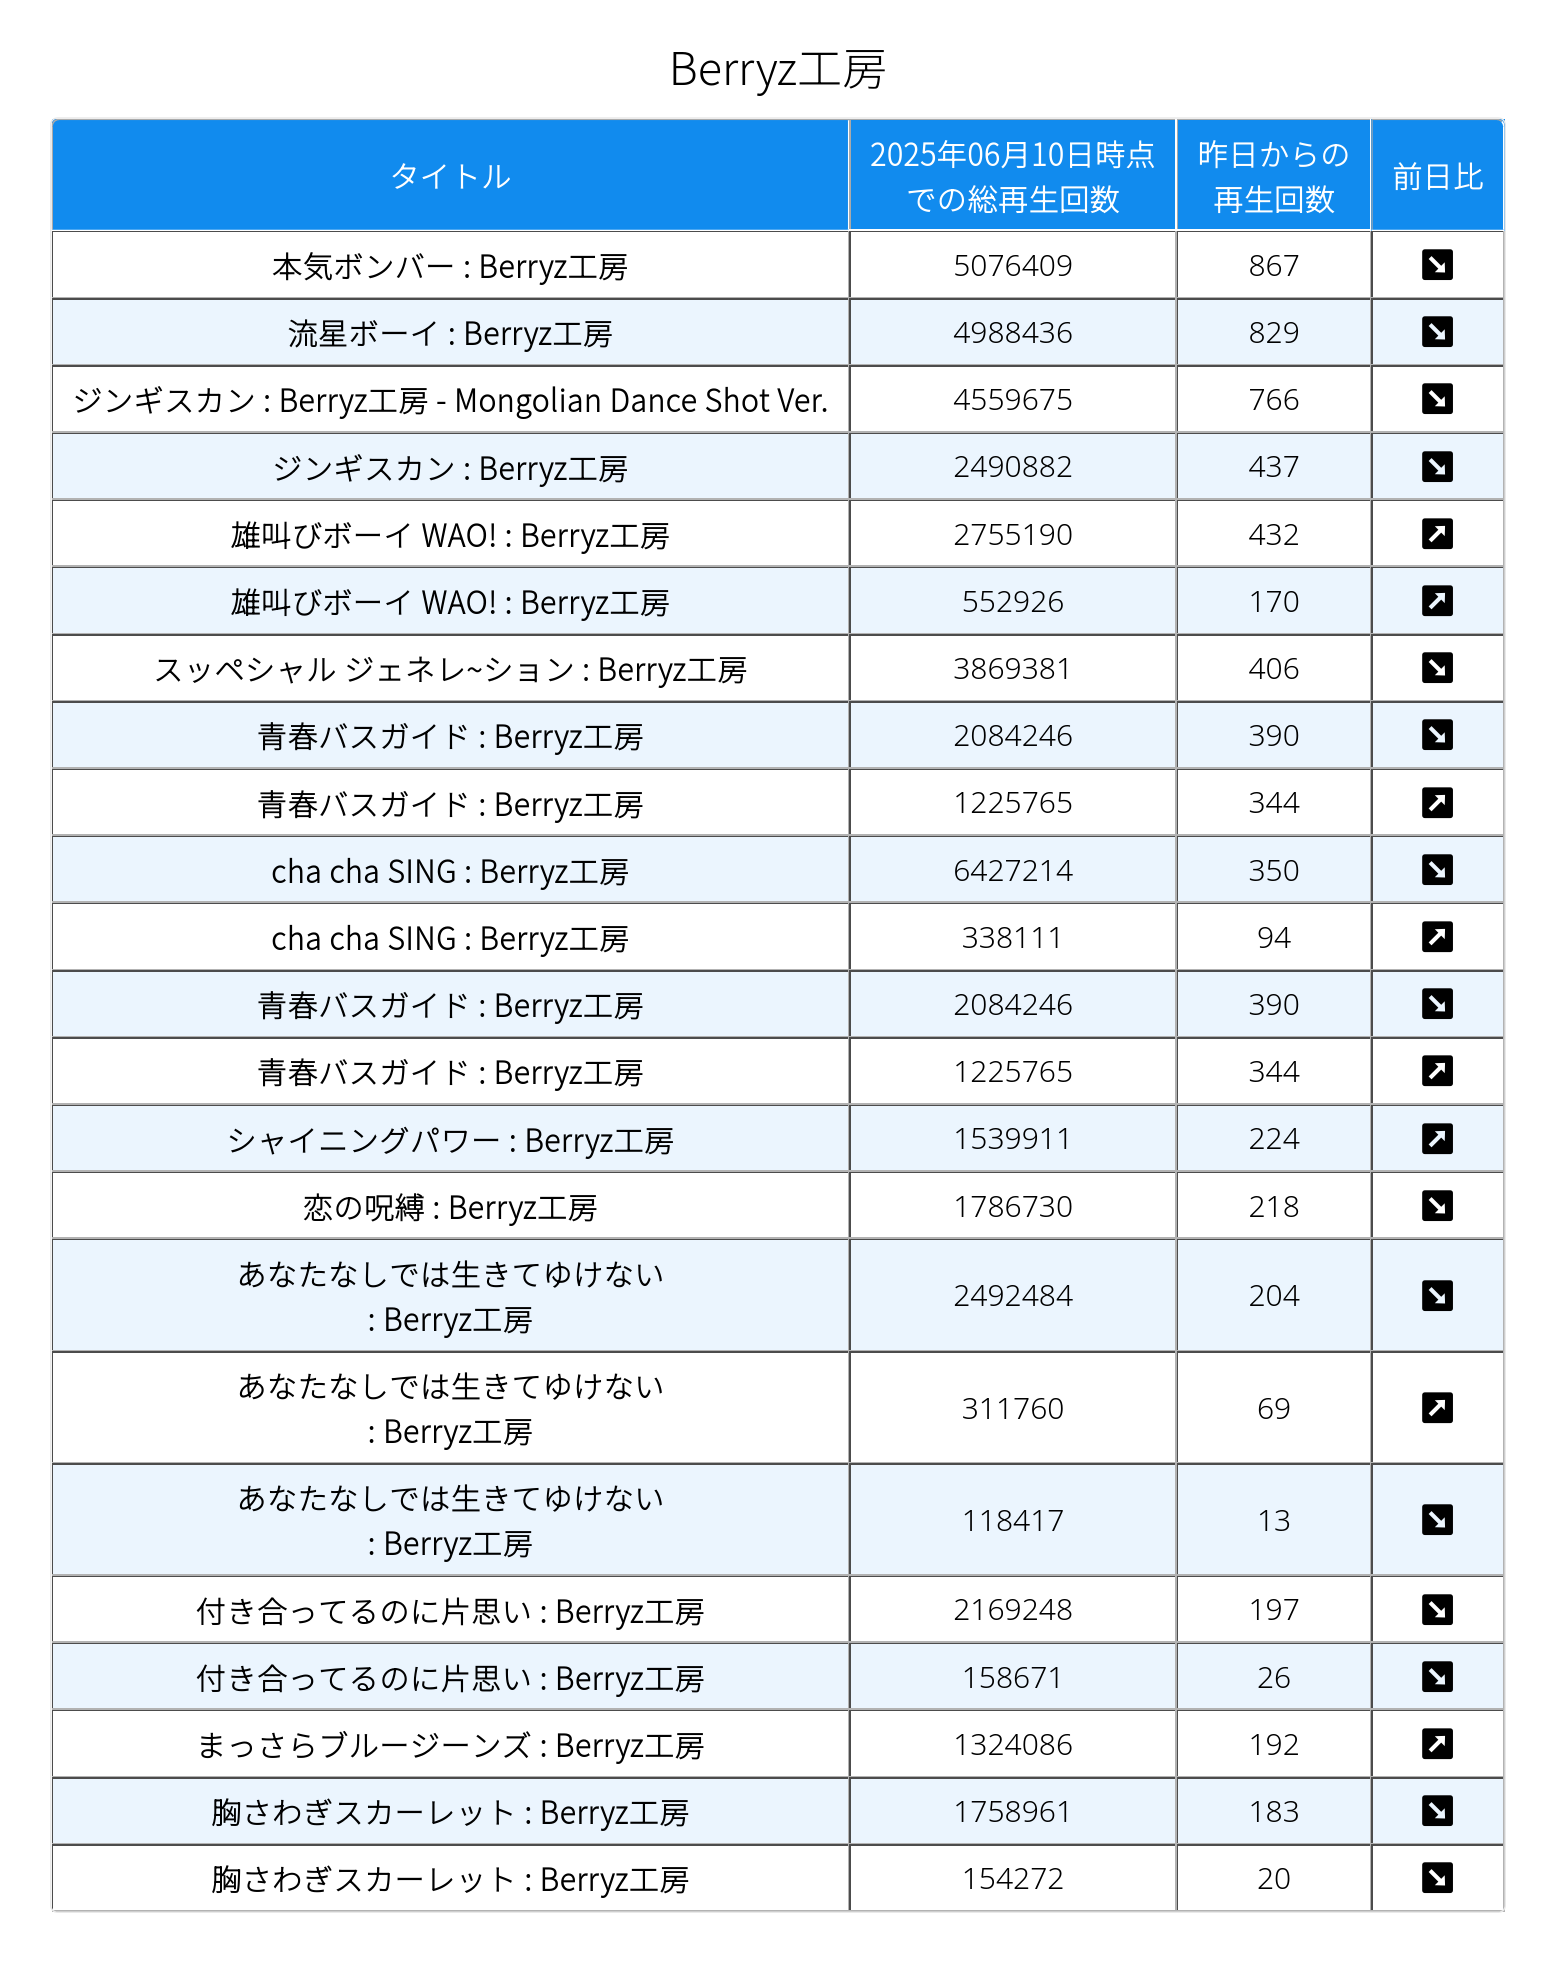 Berryz工房
タイトル
2025年06月10日時点
での総再生回数
昨日からの
再生回数
前日比
本気ボンバー : Berryz工房 5076409 867
流星ボーイ : Berryz工房 4988436 829
ジンギスカン : Berryz工房 - Mongolian Dance Shot Ver. 4559675 766
ジンギスカン : Berryz工房 2490882 437
雄叫びボーイ WAO! : Berryz工房 2755190 432
雄叫びボーイ WAO! : Berryz工房 552926 170
スッペシャル ジェネレ~ション : Berryz工房 3869381 406
青春バスガイド : Berryz工房 2084246 390
青春バスガイド : Berryz工房 1225765 344
cha cha SING : Berryz工房 6427214 350
cha cha SING : Berryz工房 338111 94
青春バスガイド : Berryz工房 2084246 390
青春バスガイド : Berryz工房 1225765 344
シャイニングパワー : Berryz工房 1539911 224
恋の呪縛 : Berryz工房 1786730 218
あなたなしでは生きてゆけない
: Berryz工房 2492484 204
あなたなしでは生きてゆけない
: Berryz工房 311760 69
あなたなしでは生きてゆけない
: Berryz工房 118417 13
付き合ってるのに片思い : Berryz工房 2169248 197
付き合ってるのに片思い : Berryz工房 158671 26
まっさらブルージーンズ : Berryz工房 1324086 192
胸さわぎスカーレット : Berryz工房 1758961 183
胸さわぎスカーレット : Berryz工房 154272 20